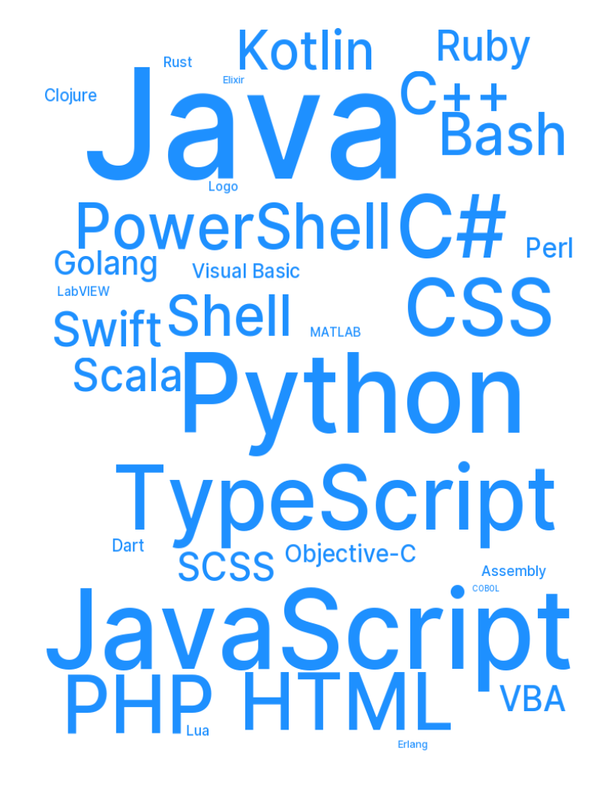 Kotlin
Ruby
Rust
Elixir
Clojure
Java
C++
Bash
Logo
PowerShell
C#
Perl
Golang
Visual Basic
LabVIEW
CSS
Swift
Shell
MATLAB
Scala
Python
TypeScript
Dart
SCSS
Objective-C
Assembly
COBOL
JavaScript
PHP
HTML
VBA
Lua
Erlang